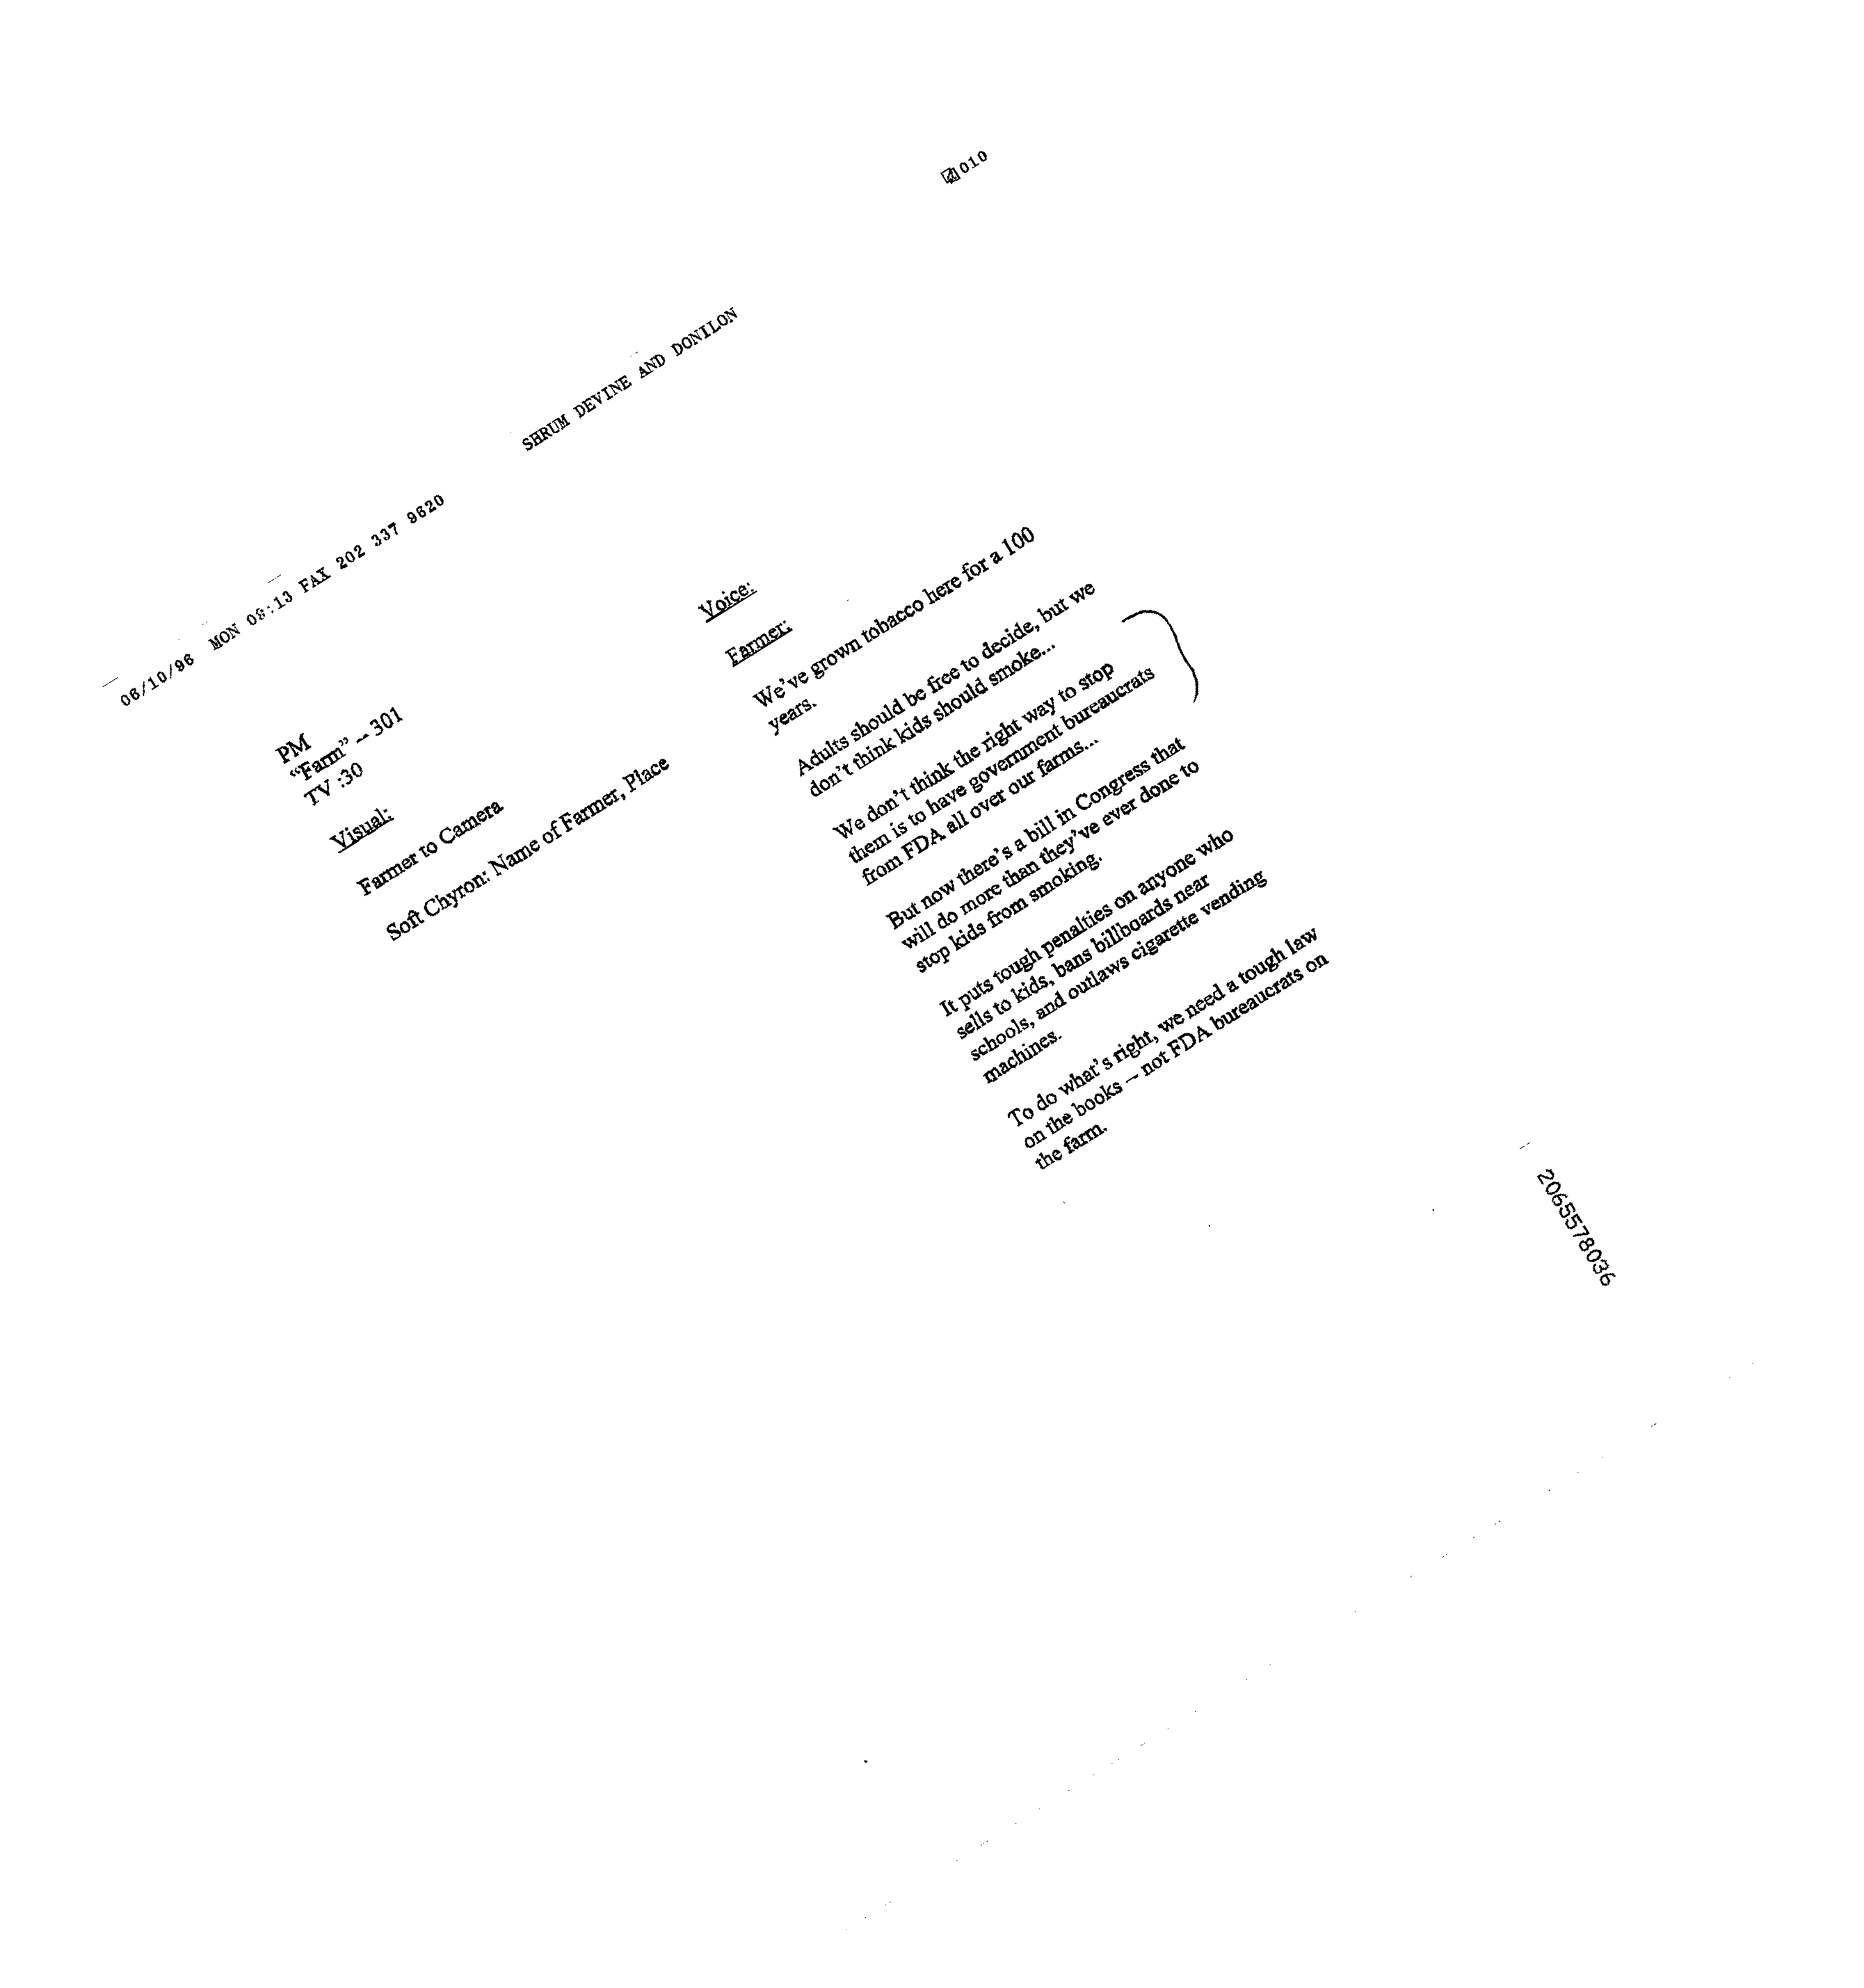 06/10/96 MON 08:13 FAX 202 337 9620 SHRUM DEVINE AND DONILON 010
PM
“Farm” -- 301
TV :30
Visual:
Farmer to Camera
Soft Chyron: Name of Farmer, Place
Voice:
Farmer:
We’ve grown tobacco here for a 100
years.
Adults should be free to decide, but we
don’t think kids should smoke...
We don’t think the right way to stop
them is to have government bureaucrats
from FDA all over our farms...
But now there’s a bill in Congress that
will do more than they’ve ever done to
stop kids from smoking.
It puts tough penalties on anyone who
sells to kids, bans billboards near
schools, and outlaws cigarette vending
machines.
To do what’s right, we need a tough law
on the books -- not FDA bureaucrats on
the farm.
2065578036